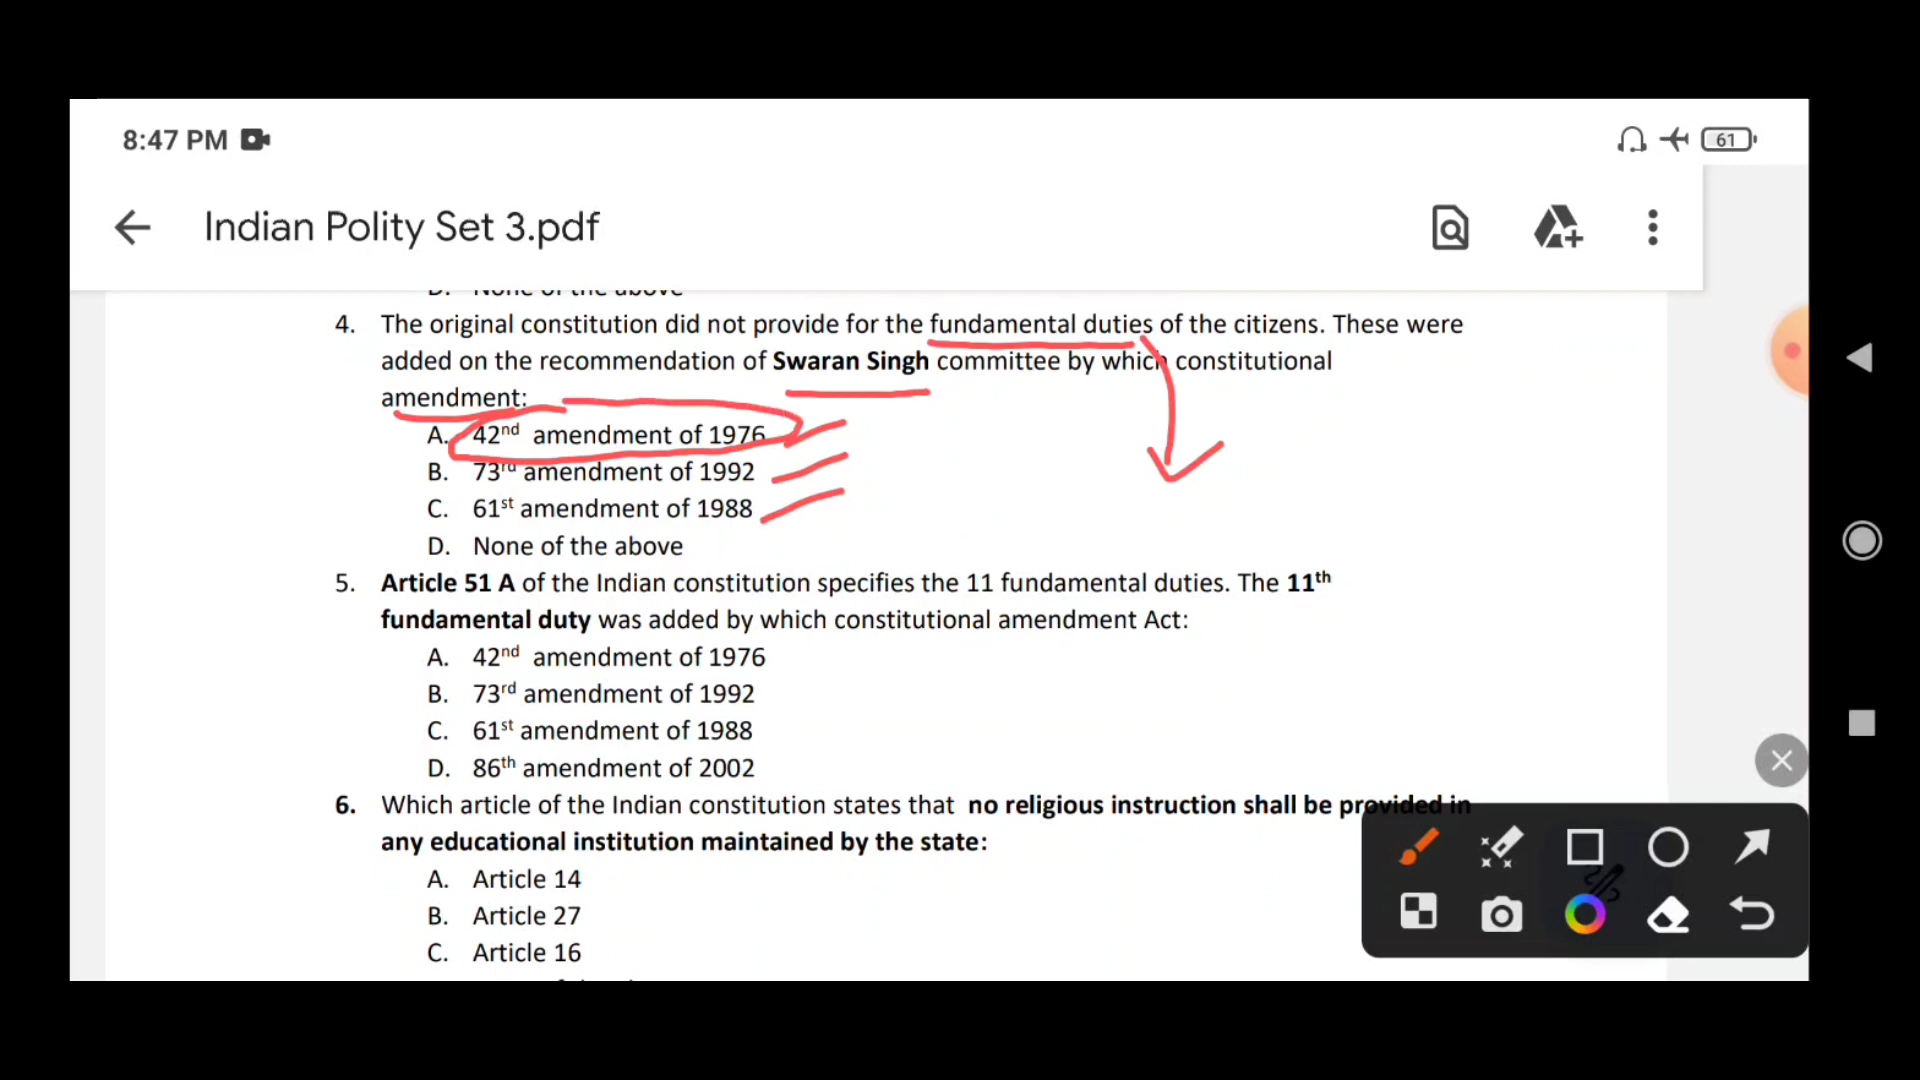 8:47 PM
61
Indian Polity Set 3.pdf
D. None of the above
4. The original constitution did not provide for the fundamental duties of the citizens. These were
added on the recommendation of Swaran Singh committee by which constitutional
amendment:
A. 42nd amendment of 1976
B. 73rd amendment of 1992
C. 61st amendment of 1988
D. None of the above
5. Article 51 A of the Indian constitution specifies the 11 fundamental duties. The 11th
fundamental duty was added by which constitutional amendment Act:
A. 42nd amendment of 1976
B. 73rd amendment of 1992
C. 61st amendment of 1988
D. 86th amendment of 2002
6. Which article of the Indian constitution states that no religious instruction shall be provided in
any educational institution maintained by the state:
A. Article 14
B. Article 27
C. Article 16